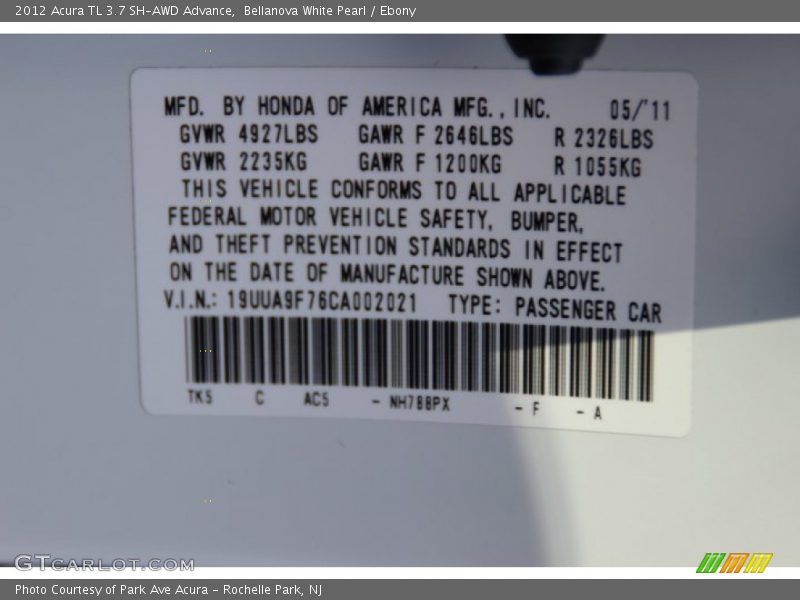 2012 Acura TL 3.7 SH-AWD Advance, Bellanova White Pearl / Ebony
MFD. BY HONDA OF AMERICA MFG., INC. 05/'11
GVWR 4927LBS GAWR F 2646LBS R 2326LBS
GVWR 2235KG GAWR F 1200KG R 1055KG
THIS VEHICLE CONFORMS TO ALL APPLICABLE
FEDERAL MOTOR VEHICLE SAFETY, BUMPER,
AND THEFT PREVENTION STANDARDS IN EFFECT
ON THE DATE OF MANUFACTURE SHOWN ABOVE.
V.I.N.: 19UUA9F76CA002021 TYPE: PASSENGER CAR
TK5 C AC5 - NH788PX - F - A
GTCARLOT.COM
Photo Courtesy of Park Ave Acura - Rochelle Park, NJ